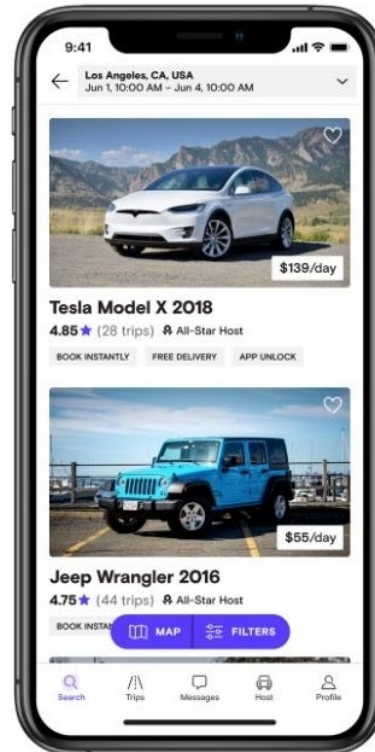 9:41
Los Angeles, CA, USA
Jun 1, 10:00 AM – Jun 4, 10:00 AM
$139/day
Tesla Model X 2018
4.85★ (28 trips) All-Star Host
BOOK INSTANTLY FREE DELIVERY APP UNLOCK
$55/day
Jeep Wrangler 2016
4.75★ (44 trips) All-Star Host
BOOK INSTAN
MAP FILTERS
Search Trips Messages Host Profile